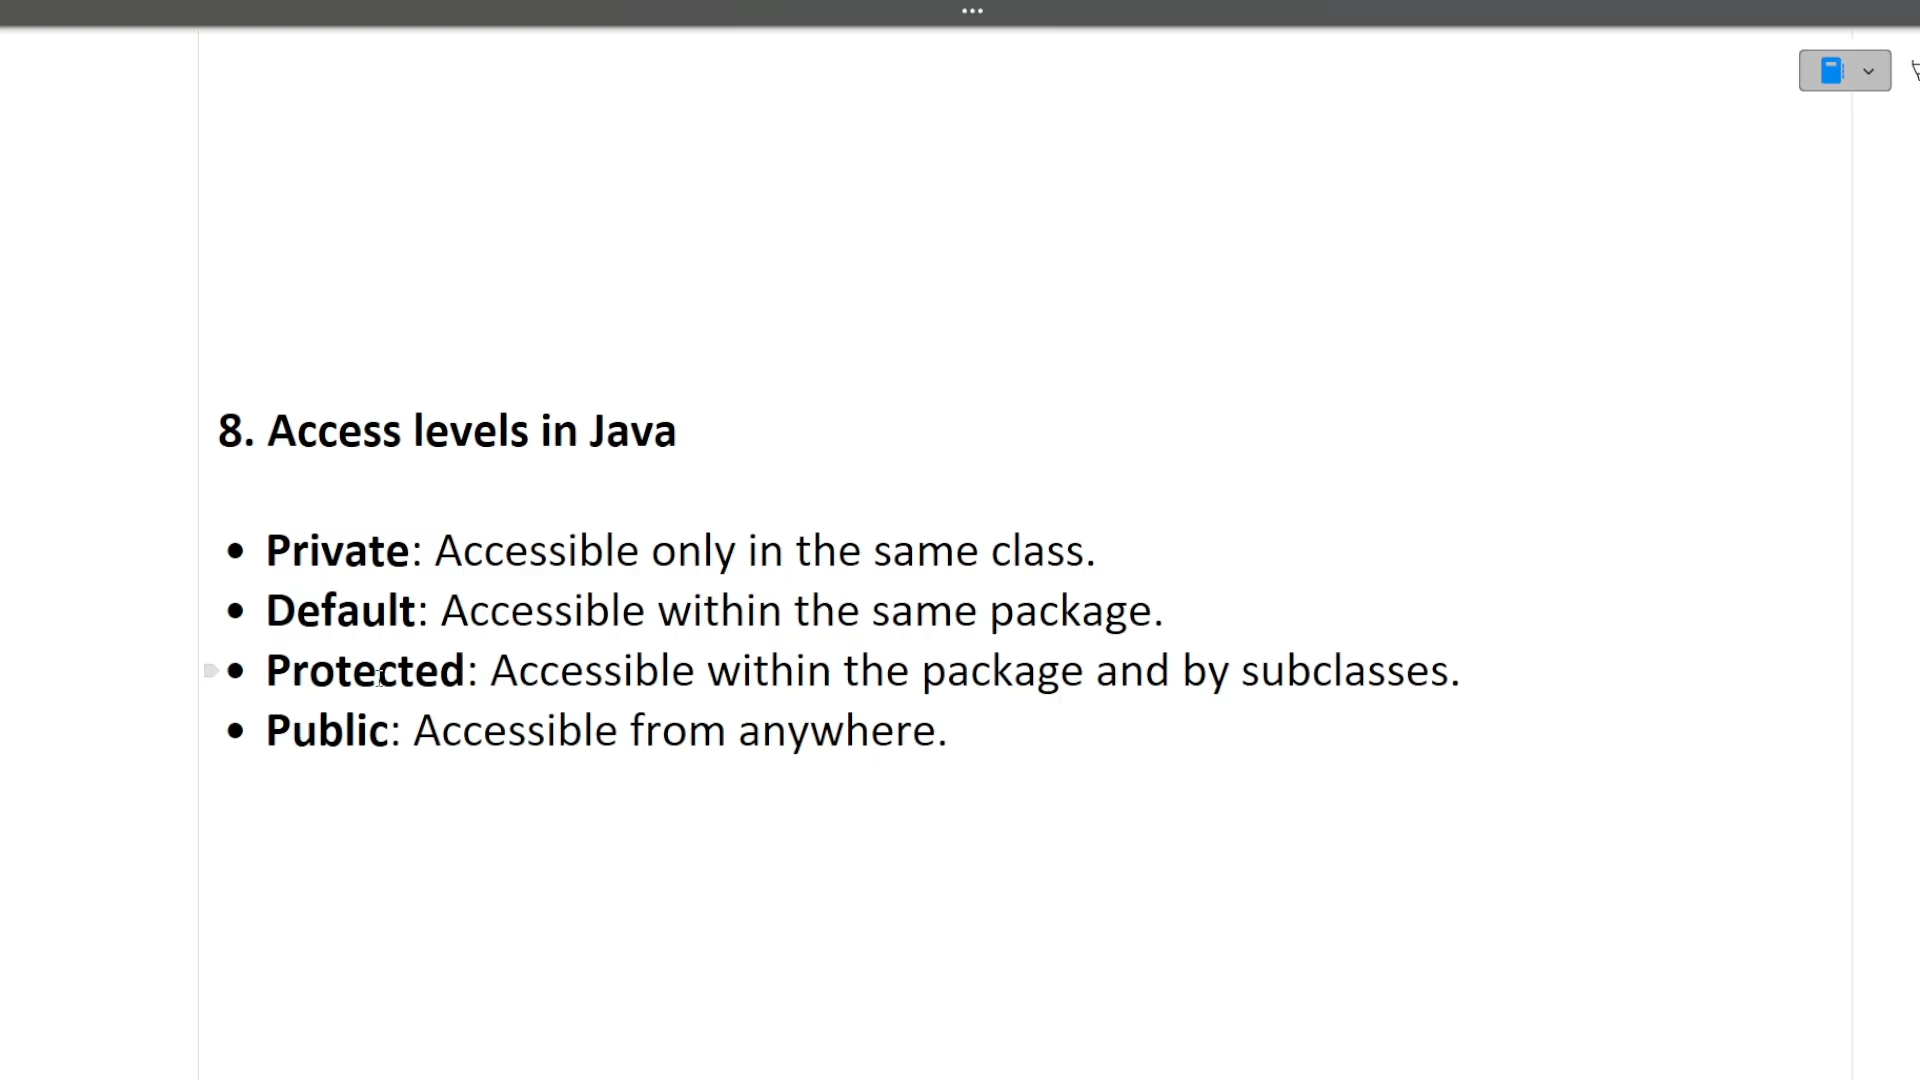 8. Access levels in Java
• Private: Accessible only in the same class.
• Default: Accessible within the same package.
• Protected: Accessible within the package and by subclasses.
• Public: Accessible from anywhere.